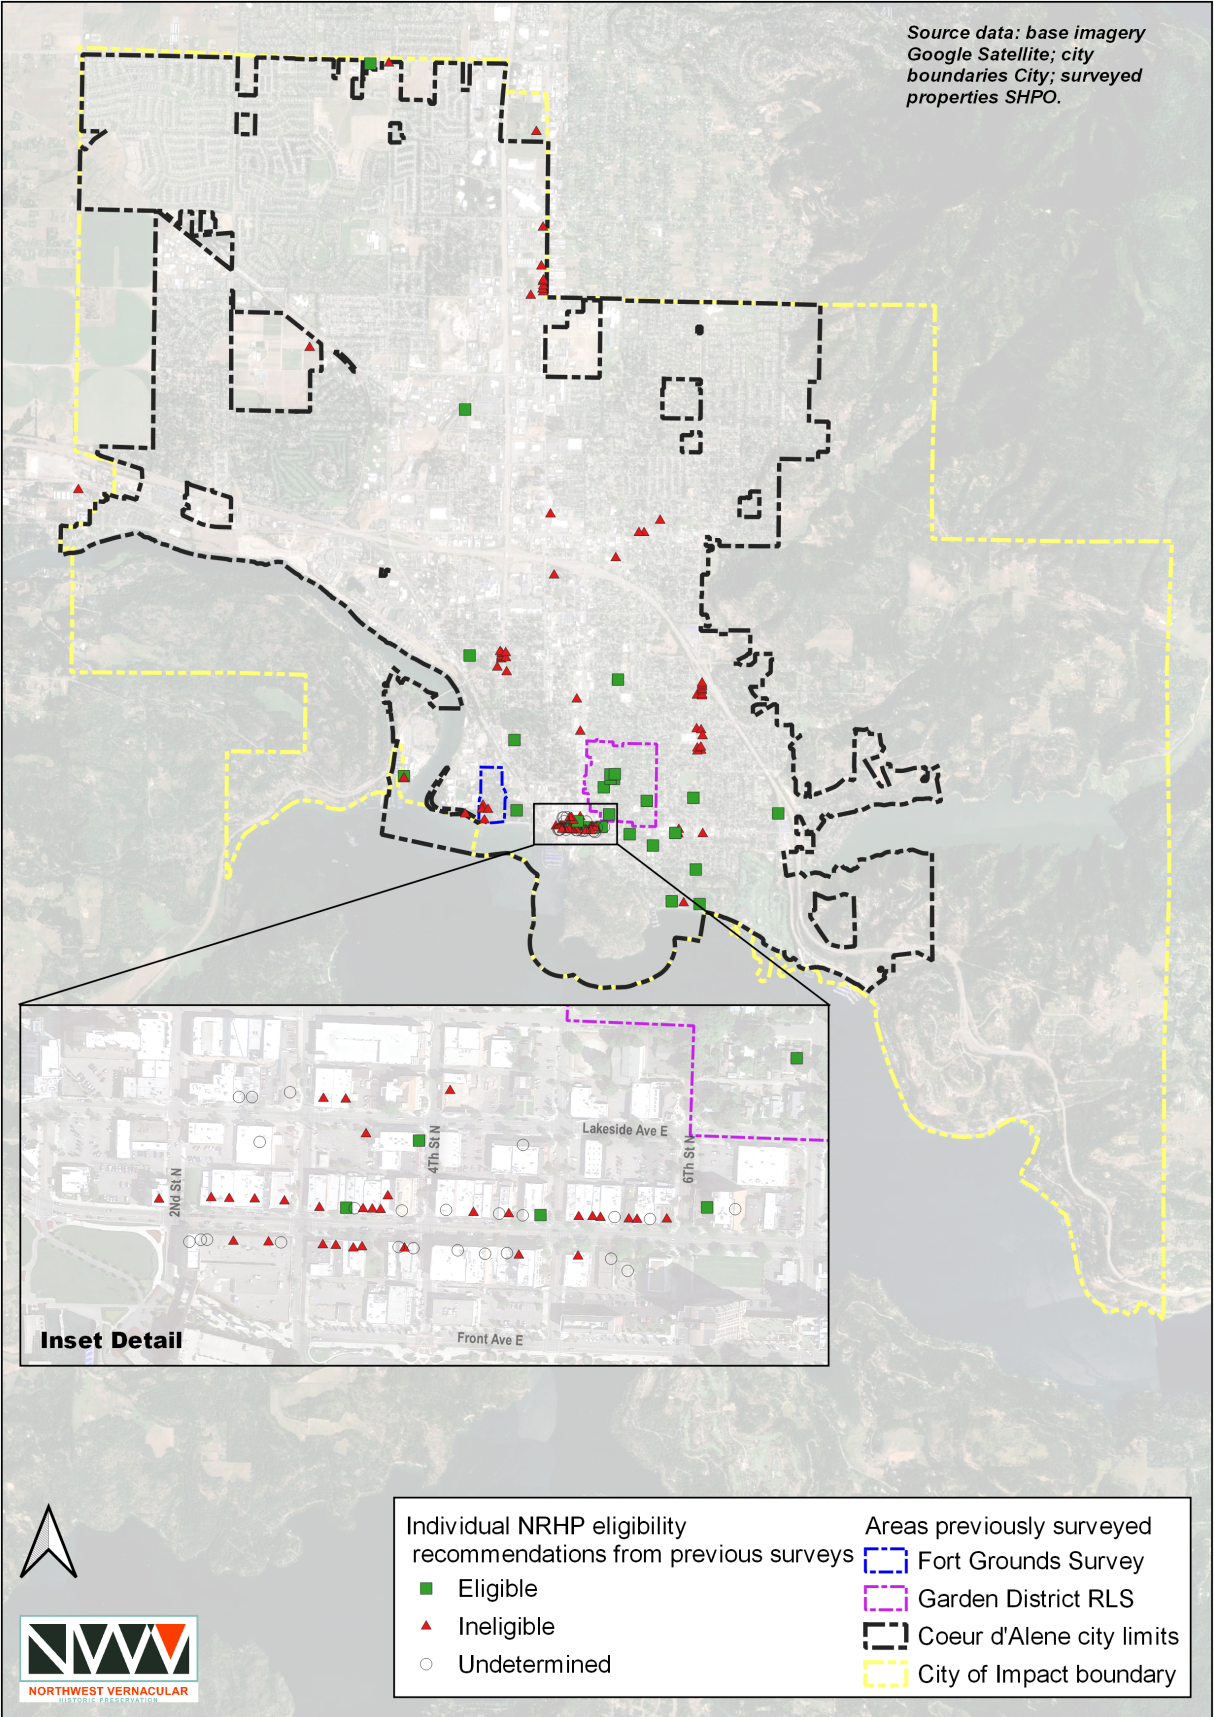 Source data: base imagery
Google Satellite; city
boundaries City; surveyed
properties SHPO.
Lakeside Ave E
4Th St N
6Th St N
2Nd St N
Front Ave E
Inset Detail
Individual NRHP eligibility
recommendations from previous surveys
Eligible
Ineligible
Undetermined
Areas previously surveyed
Fort Grounds Survey
Garden District RLS
Coeur d'Alene city limits
City of Impact boundary
NWV
NORTHWEST VERNACULAR
HISTORIC PRESERVATION